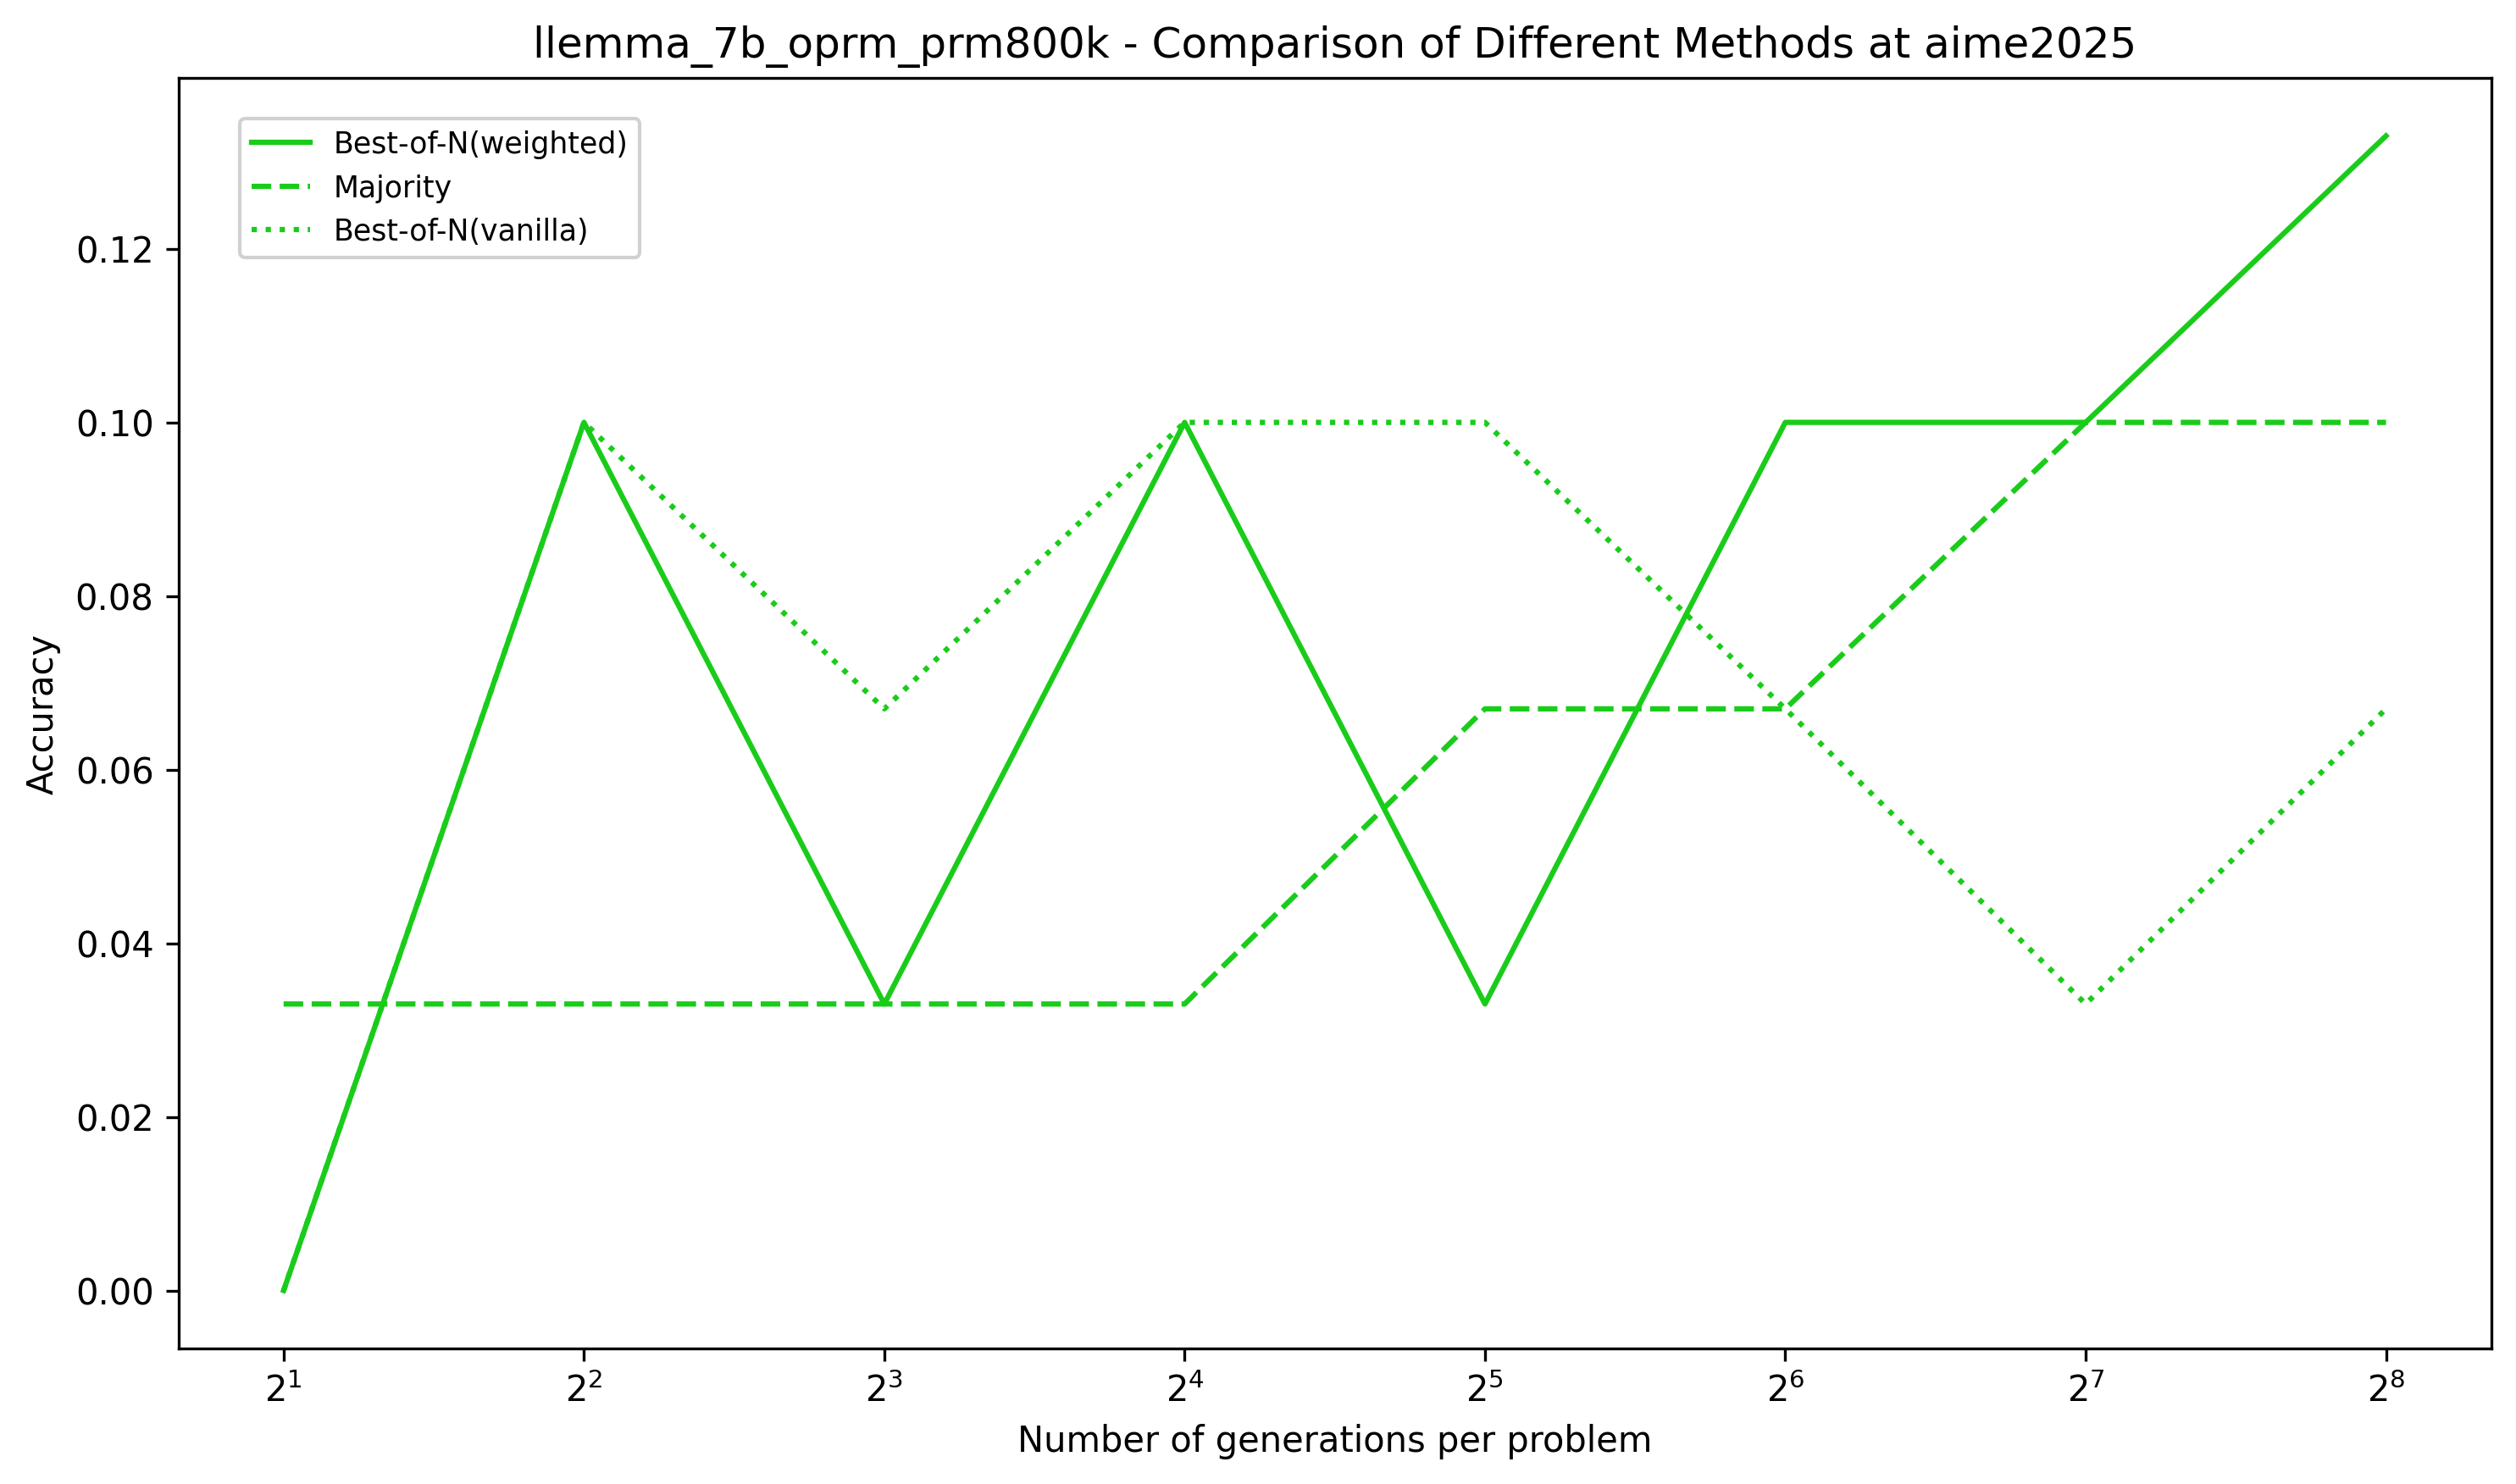 llemma_7b_oprm_prm800k - Comparison of Different Methods at aime2025
Best-of-N(weighted)
Majority
Best-of-N(vanilla)
Accuracy
0.12
0.10
0.08
0.06
0.04
0.02
0.00
2¹ 2² 2³ 2⁴ 2⁵ 2⁶ 2⁷ 2⁸
Number of generations per problem